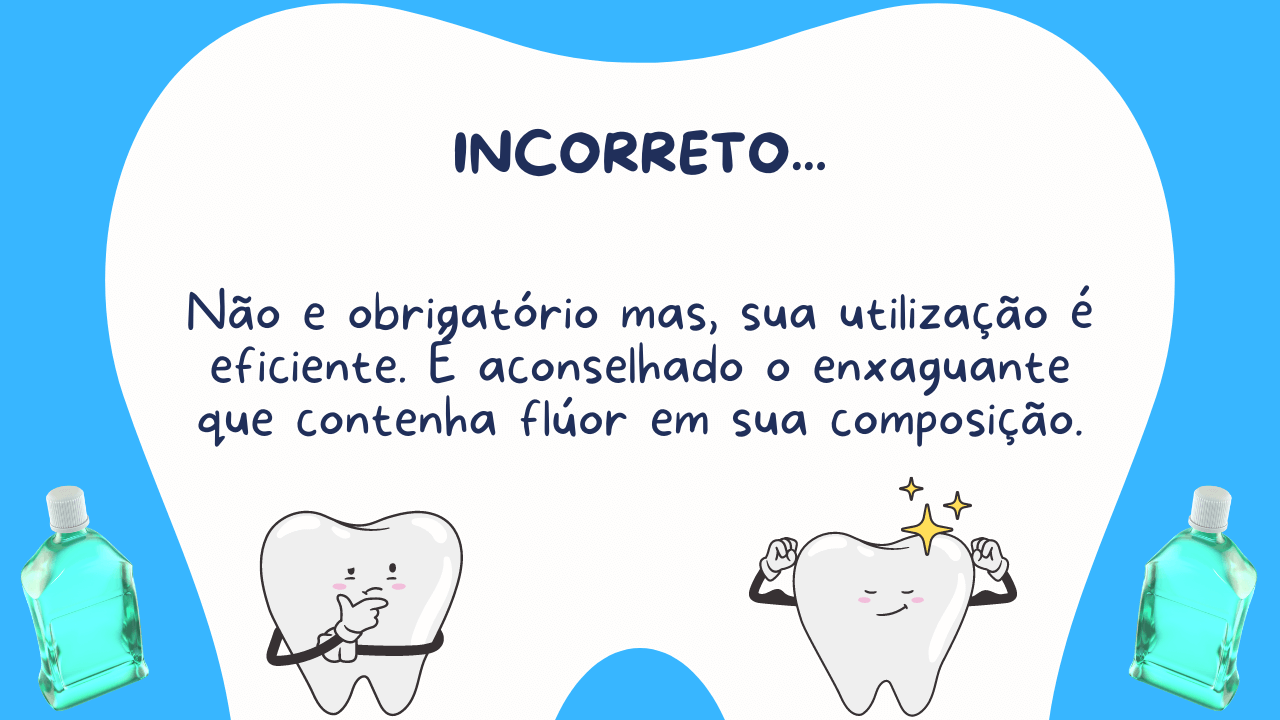 INCORRETO...
Não e obrigatório mas, sua utilização é
eficiente. É aconselhado o enxaguante
que contenha flúor em sua composição.